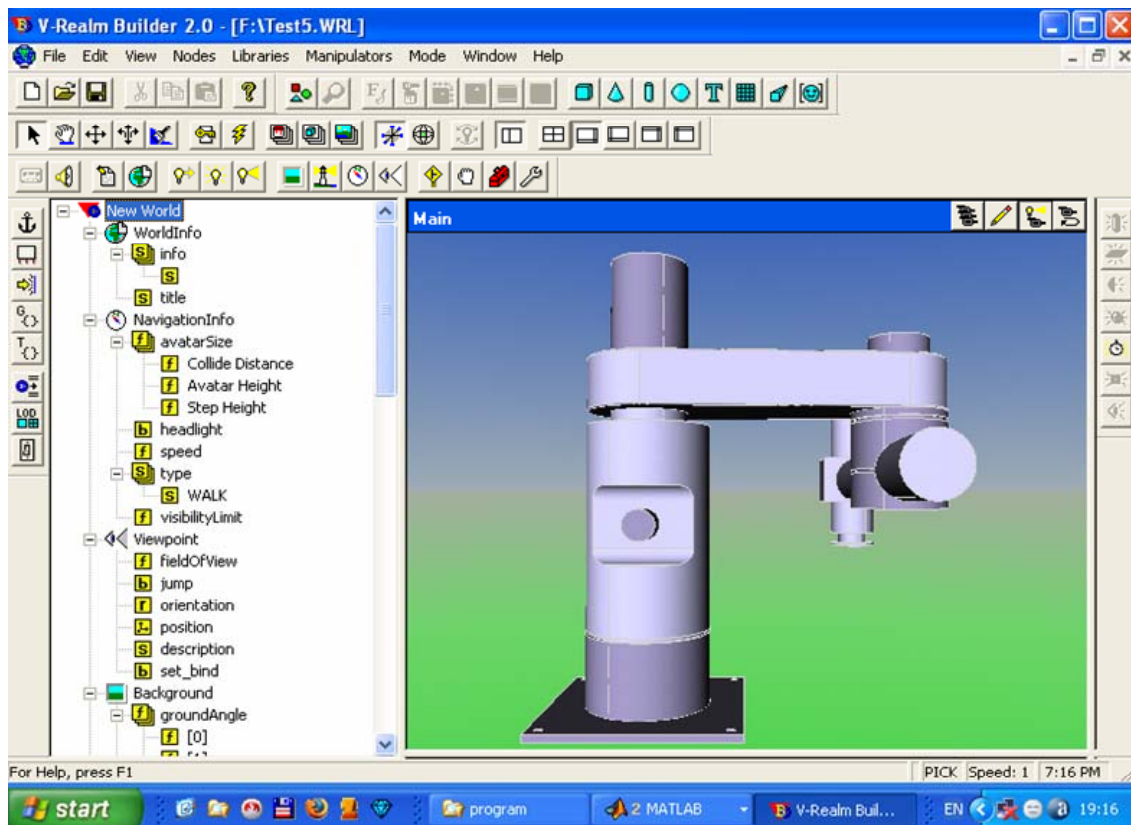 V-Realm Builder 2.0 - [F:\Test5.WRL]
File Edit View Nodes Libraries Manipulators Mode Window Help
New World
WorldInfo
info
S
title
NavigationInfo
avatarSize
Collide Distance
Avatar Height
Step Height
headlight
speed
type
WALK
visibilityLimit
Viewpoint
fieldOfView
jump
orientation
position
description
set_bind
Background
groundAngle
[0]
Main
For Help, press F1
PICK Speed: 1 7:16 PM
start program 2 MATLAB V-Realm Buil... EN 19:16